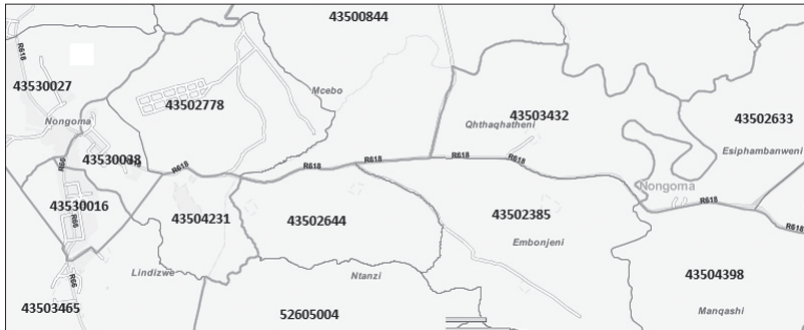 43500844
R618
43530027
43502778
Mcebo
43503432
43502633
Nongoma
Qhthaqhatheni
Esiphambanweni
43530038
R66
R618
R618
R618
R618
Nongoma
R618
R618
43530016
R66
43504231
43502644
43502385
Embonjeni
Lindizwe
Ntanzi
43504398
R66
43503465
52605004
Manqashi